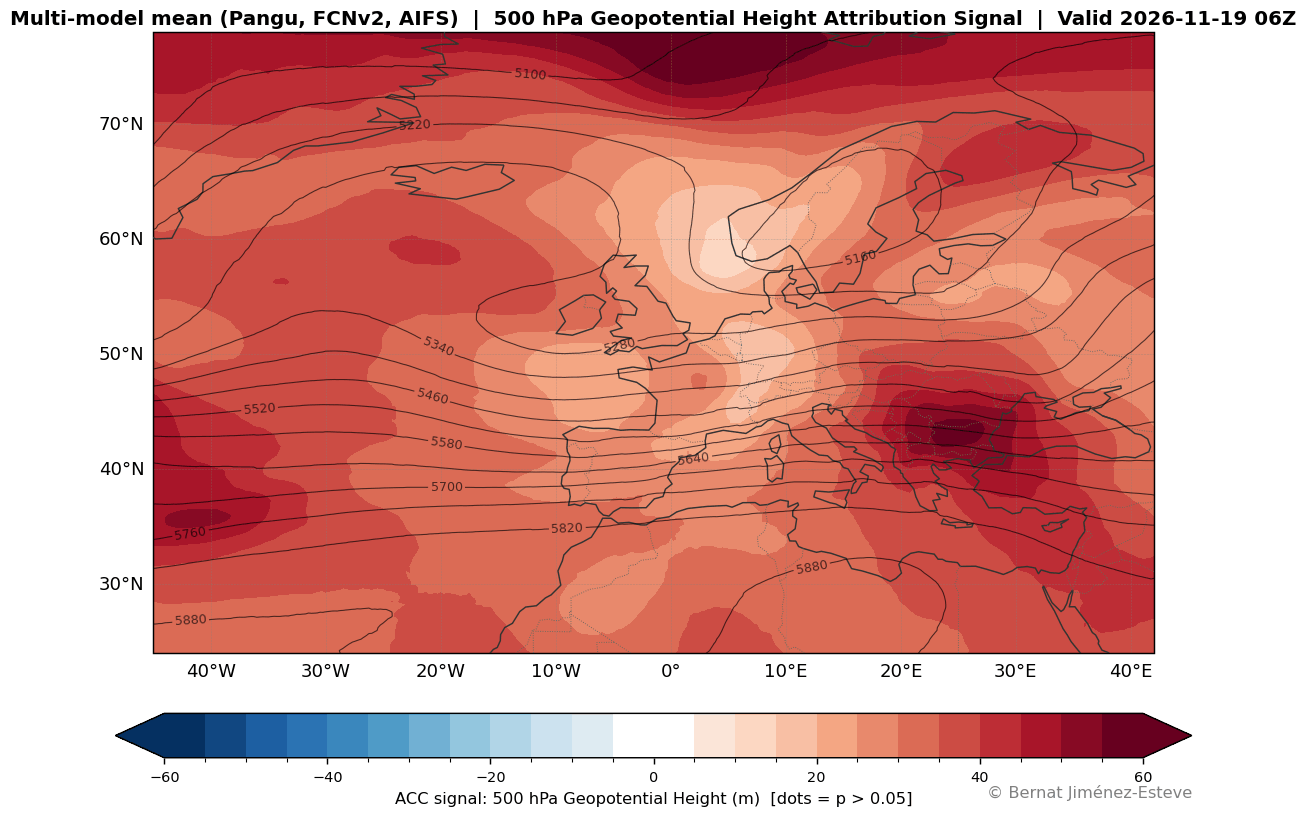 Multi-model mean (Pangu, FCNv2, AIFS) | 500 hPa Geopotential Height Attribution Signal | Valid 2026-11-19 06Z
5100
70°N
5220
60°N
5160
50°N
5280
5340
5460
5520
5580
40°N
5640
5700
5760
5820
30°N
5880
5880
40°W 30°W 20°W 10°W 0° 10°E 20°E 30°E 40°E
−60 −40 −20 0 20 40 60
ACC signal: 500 hPa Geopotential Height (m) [dots = p > 0.05]
© Bernat Jiménez-Esteve